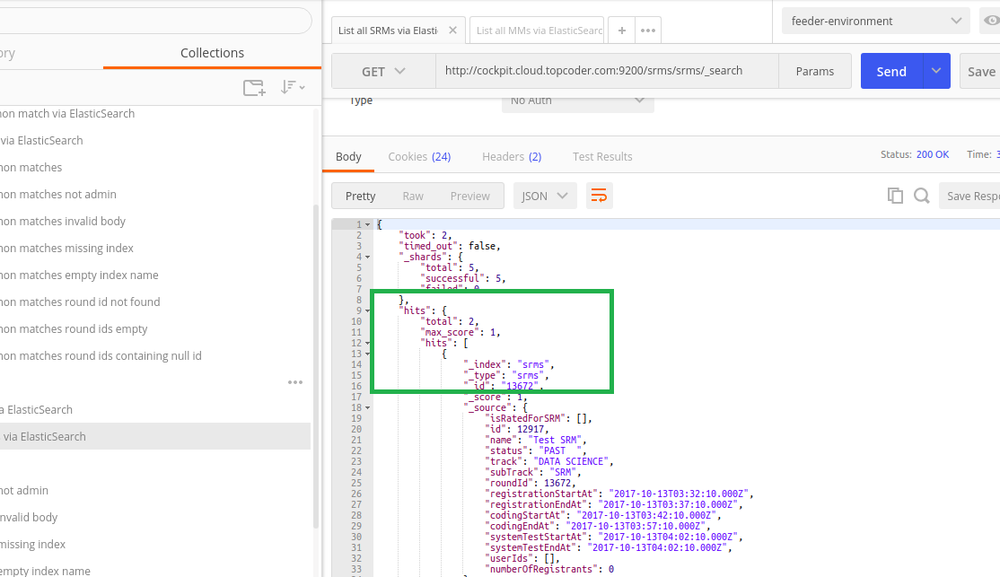 ory
Collections
mon match via ElasticSearch
via ElasticSearch
mon matches
mon matches not admin
mon matches invalid body
mon matches missing index
mon matches empty index name
mon matches round id not found
mon matches round ids empty
mon matches round ids containing null id
•••
a ElasticSearch
via ElasticSearch
not admin
nvalid body
missing index
empty index name
List all SRMs via Elasti ✕
List all MMs via ElasticSearc
+ •••
feeder-environment
GET http://cockpit.cloud.topcoder.com:9200/srms/srms/_search Params Send Save
Type No Auth
Body Cookies (24) Headers (2) Test Results Status: 200 OK Time: 3
Pretty Raw Preview JSON Save Resp
1 {
2 "took": 2,
3 "timed_out": false,
4 "_shards": {
5 "total": 5,
6 "successful": 5,
7 "failed": 0
8 },
9 "hits": {
10 "total": 2,
11 "max_score": 1,
12 "hits": [
13 {
14 "_index": "srms",
15 "_type": "srms",
16 "_id": "13672",
17 "_score": 1,
18 "_source": {
19 "isRatedForSRM": [],
20 "id": 12917,
21 "name": "Test SRM",
22 "status": "PAST  ",
23 "track": "DATA SCIENCE",
24 "subTrack": "SRM",
25 "roundId": 13672,
26 "registrationStartAt": "2017-10-13T03:32:10.000Z",
27 "registrationEndAt": "2017-10-13T03:37:10.000Z",
28 "codingStartAt": "2017-10-13T03:42:10.000Z",
29 "codingEndAt": "2017-10-13T03:57:10.000Z",
30 "systemTestStartAt": "2017-10-13T04:02:10.000Z",
31 "systemTestEndAt": "2017-10-13T04:02:10.000Z",
32 "userIds": [],
33 "numberOfRegistrants": 0